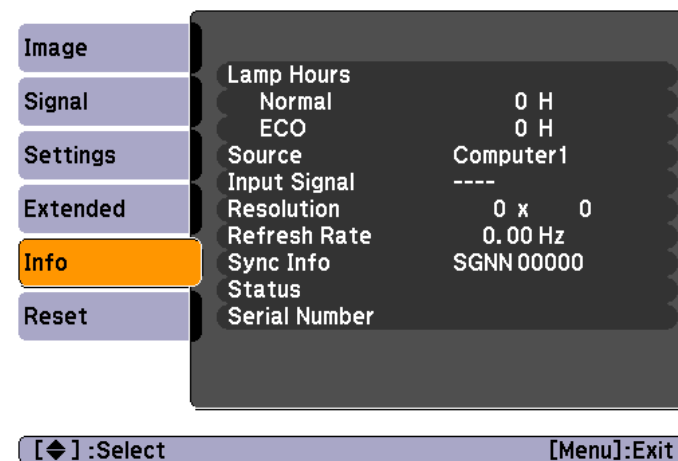 Image
Signal
Settings
Extended
Info
Reset
Lamp Hours
Normal 0 H
ECO 0 H
Source Computer1
Input Signal ----
Resolution 0 x 0
Refresh Rate 0.00 Hz
Sync Info SGNN 00000
Status
Serial Number
[◆] :Select [Menu]:Exit